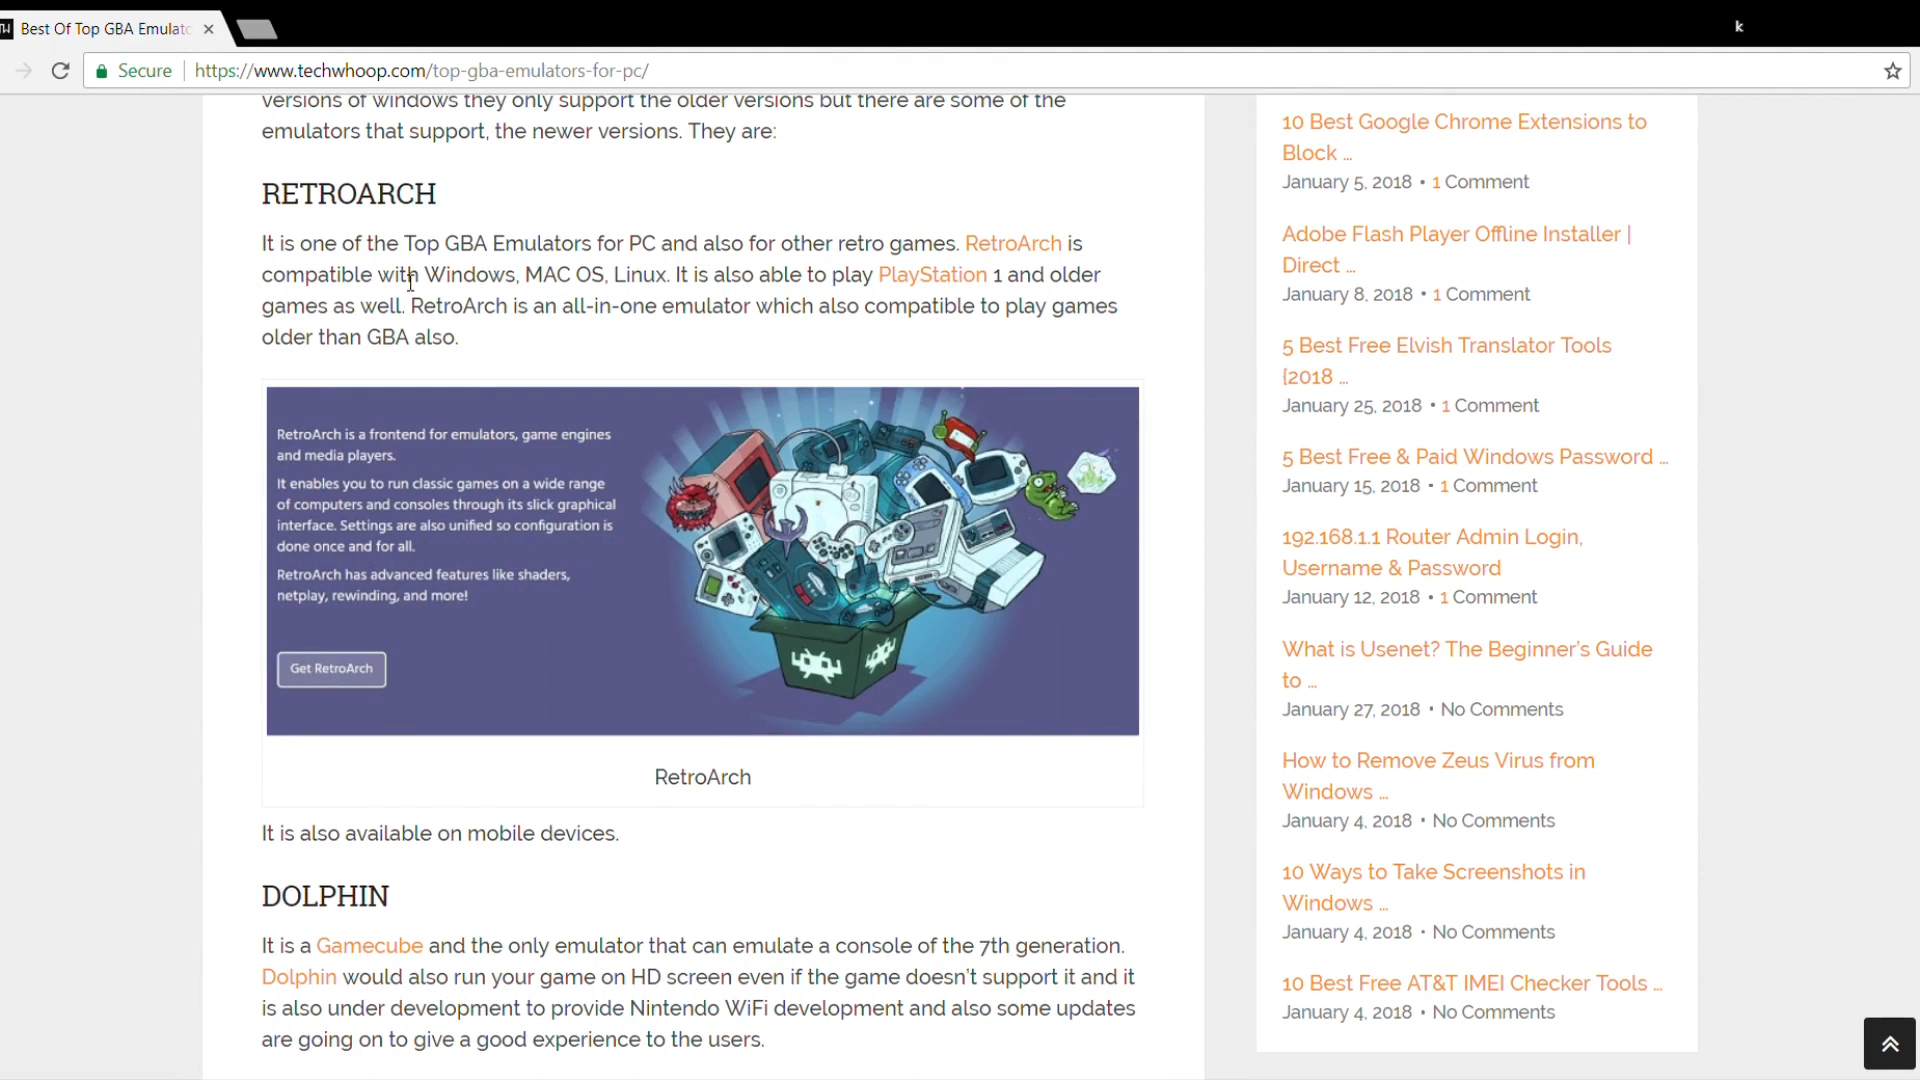 Best Of Top GBA Emulato
k
Secure
https://www.techwhoop.com/top-gba-emulators-for-pc/
versions of windows they only support the older versions but there are some of the
emulators that support, the newer versions. They are:
RETROARCH
It is one of the Top GBA Emulators for PC and also for other retro games. RetroArch is
compatible with Windows, MAC OS, Linux. It is also able to play PlayStation 1 and older
games as well. RetroArch is an all-in-one emulator which also compatible to play games
older than GBA also.
RetroArch is a frontend for emulators, game engines
and media players.
It enables you to run classic games on a wide range
of computers and consoles through its slick graphical
interface. Settings are also unified so configuration is
done once and for all.
RetroArch has advanced features like shaders,
netplay, rewinding, and more!
Get RetroArch
RetroArch
It is also available on mobile devices.
DOLPHIN
It is a Gamecube and the only emulator that can emulate a console of the 7th generation.
Dolphin would also run your game on HD screen even if the game doesn't support it and it
is also under development to provide Nintendo WiFi development and also some updates
are going on to give a good experience to the users.
10 Best Google Chrome Extensions to
Block ...
January 5, 2018 • 1 Comment
Adobe Flash Player Offline Installer |
Direct ...
January 8, 2018 • 1 Comment
5 Best Free Elvish Translator Tools
{2018 ...
January 25, 2018 • 1 Comment
5 Best Free & Paid Windows Password ...
January 15, 2018 • 1 Comment
192.168.1.1 Router Admin Login,
Username & Password
January 12, 2018 • 1 Comment
What is Usenet? The Beginner's Guide
to ...
January 27, 2018 • No Comments
How to Remove Zeus Virus from
Windows ...
January 4, 2018 • No Comments
10 Ways to Take Screenshots in
Windows ...
January 4, 2018 • No Comments
10 Best Free AT&T IMEI Checker Tools ...
January 4, 2018 • No Comments